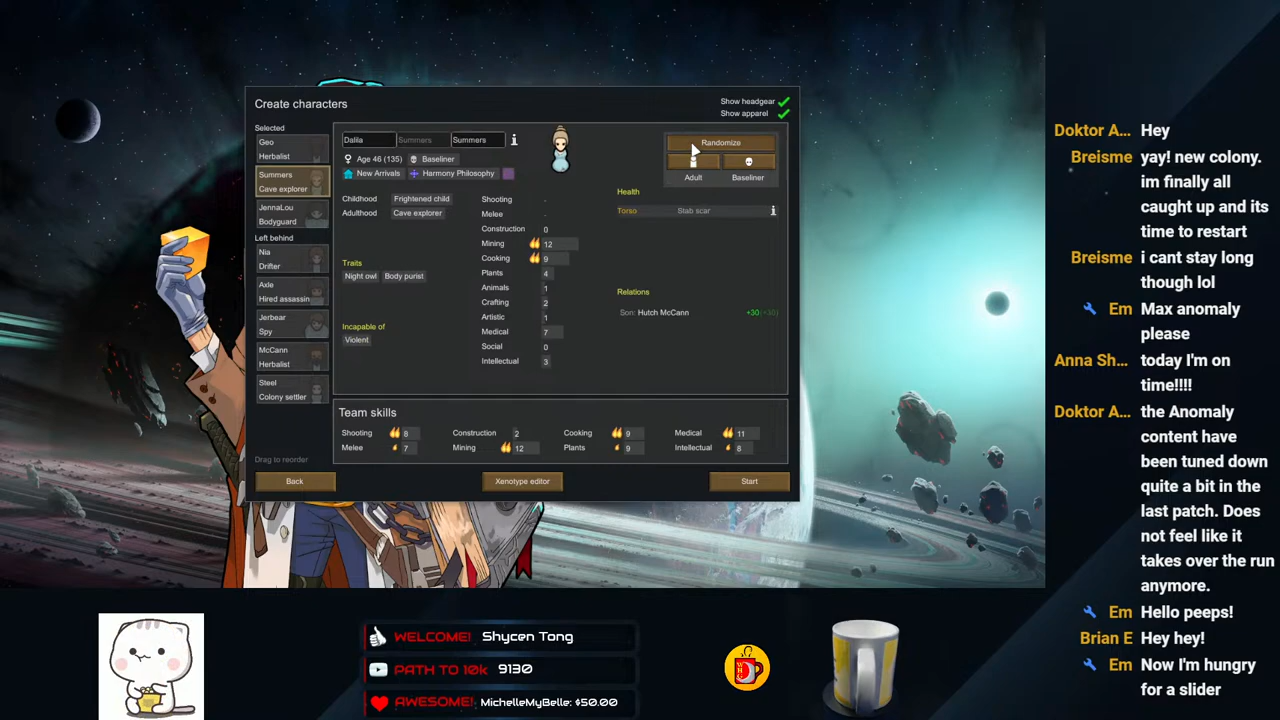 Create characters
Show headgear
Show apparel
Selected
Geo
Herbalist
Summers
Cave explorer
JennaLou
Bodyguard
Left behind
Nia
Drifter
Axle
Hired assassin
Jerbear
Spy
McCann
Herbalist
Steel
Colony settler
Drag to reorder
Dalila Summers Summers
Age 46 (135) Baseliner
New Arrivals Harmony Philosophy
Childhood Frightened child
Adulthood Cave explorer
Traits
Night owl Body purist
Incapable of
Violent
Shooting -
Melee -
Construction 0
Mining 12
Cooking 9
Plants 4
Animals 1
Crafting 2
Artistic 1
Medical 7
Social 0
Intellectual 3
Randomize
Adult Baseliner
Health
Torso Stab scar
Relations
Son: Hutch McCann +30(+30)
Team skills
Shooting 8 Construction 2 Cooking 9 Medical 11
Melee 7 Mining 12 Plants 9 Intellectual 8
Back Xenotype editor Start
Doktor A... Hey
Breisme yay! new colony.
im finally all
caught up and its
time to restart
Breisme i cant stay long
though lol
Em Max anomaly
please
Anna Sh... today I'm on
time!!!!
Doktor A... the Anomaly
content have
been tuned down
quite a bit in the
last patch. Does
not feel like it
takes over the run
anymore.
Em Hello peeps!
Brian E Hey hey!
Em Now I'm hungry
for a slider
WELCOME! Shycen Tong
PATH TO 10k 9130
AWESOME! MichelleMyBelle: $50.00